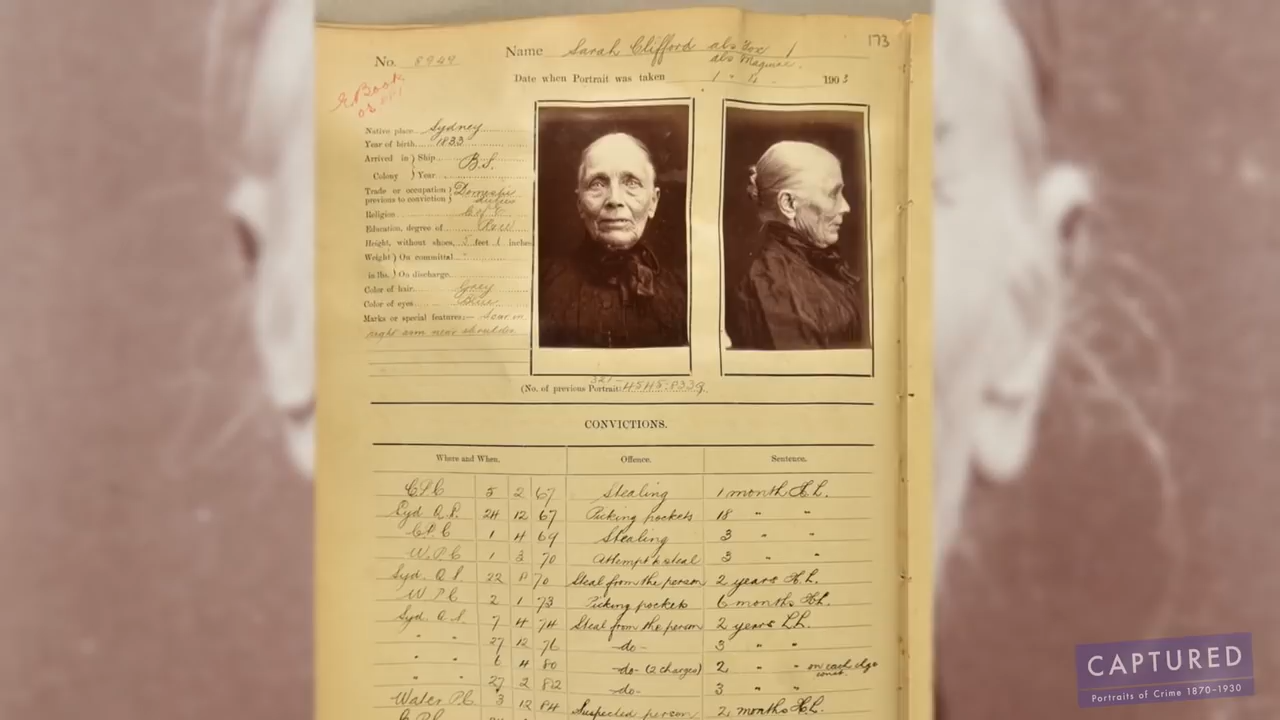 173
No. 8949 Name Sarah Clifford als Fox /
als Maguire.
Date when Portrait was taken 1 " 4 1903
E Book
Native place, Sydney
Year of birth 1833
Arrived in } Ship B.S.
Colony } Year
Trade or occupation } Domestic
previous to conviction } duties
Religion C of E
Education, degree of R & W
Height, without shoes, 5 feet 1 inches
Weight } On committal "
in lbs. } On discharge
Color of hair. Grey
Color of eyes. Blue
Marks or special features:— Scar on
right arm near shoulder
(No. of previous Portrait
CONVICTIONS.
Where and When. Offence. Sentence.
C.P.C 5 2 67 Stealing 1 month H.L.
Syd Q.S. 24 12 67 Picking pockets 18 " "
C.P.C 1 4 69 Stealing 3 " "
W.P.C 1 3 70 Attempt to steal 3 " "
Syd. Q.S. 22 8 70 Steal from the person 2 years H.L.
W P C 2 1 73 Picking pockets 6 months H.L.
Syd. Q.S. 7 4 74 Steal from the person 2 years H.L.
" " 27 12 76 -do- 3 " "
" " 6 4 80 -do- (2 charges) 2 " " on each chge
" " 27 2 82 -do- 3 " "
Water P.C 3 12 84 Suspected person 2 months H.L.
C.P.C
CAPTURED
Portraits of Crime 1870–1930